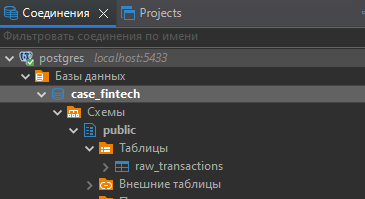 Соединения Projects
Фильтровать соединения по имени
postgres localhost:5433
Базы данных
case_fintech
Схемы
public
Таблицы
raw_transactions
Внешние таблицы